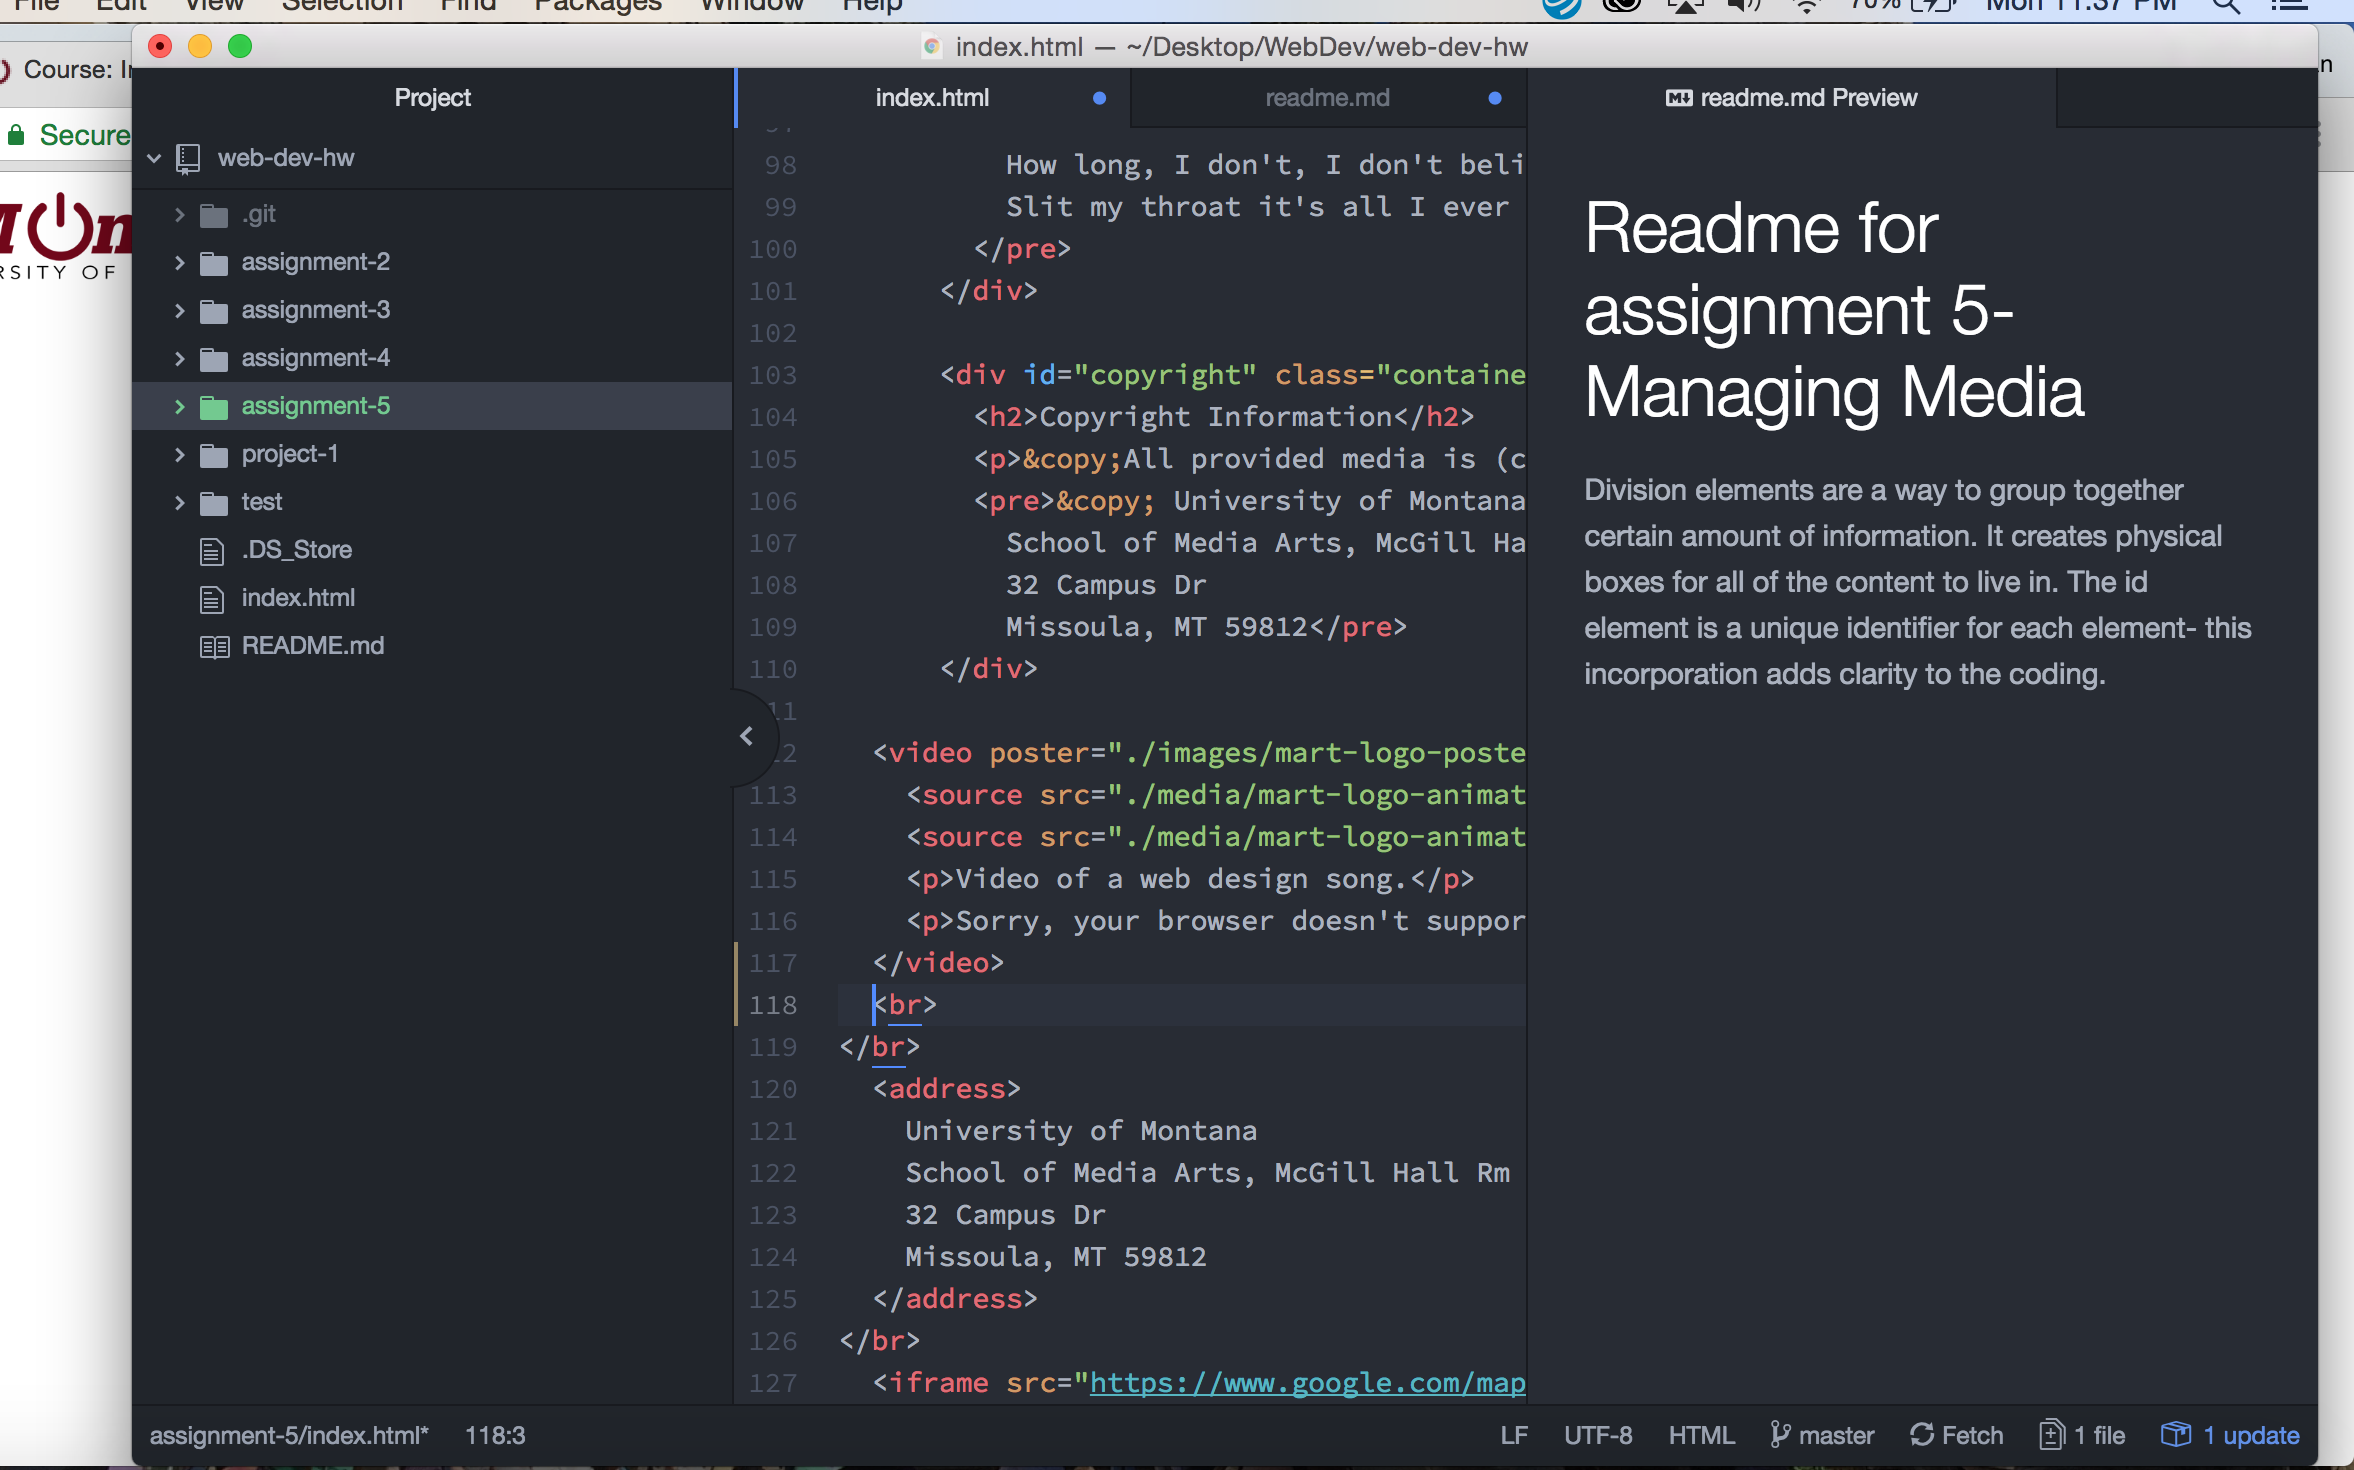 File Edit View Selection Find Packages Window Help 70% Mon 11:37 PM
index.html — ~/Desktop/WebDev/web-dev-hw
Course:
Secure
RSITY OF
Project
web-dev-hw
.git
assignment-2
assignment-3
assignment-4
assignment-5
project-1
test
.DS_Store
index.html
README.md
index.html
readme.md
98 How long, I don't, I don't beli
99 Slit my throat it's all I ever
100 </pre>
101 </div>
102
103 <div id="copyright" class="containe
104 <h2>Copyright Information</h2>
105 <p>&copy;All provided media is (c
106 <pre>&copy; University of Montana
107 School of Media Arts, McGill Ha
108 32 Campus Dr
109 Missoula, MT 59812</pre>
110 </div>
11
12 <video poster="./images/mart-logo-poste
113 <source src="./media/mart-logo-animat
114 <source src="./media/mart-logo-animat
115 <p>Video of a web design song.</p>
116 <p>Sorry, your browser doesn't suppor
117 </video>
118 <br>
119 </br>
120 <address>
121 University of Montana
122 School of Media Arts, McGill Hall Rm
123 32 Campus Dr
124 Missoula, MT 59812
125 </address>
126 </br>
127 <iframe src="https://www.google.com/map
readme.md Preview
Readme for
assignment 5-
Managing Media
Division elements are a way to group together
certain amount of information. It creates physical
boxes for all of the content to live in. The id
element is a unique identifier for each element- this
incorporation adds clarity to the coding.
assignment-5/index.html* 118:3 LF UTF-8 HTML master Fetch 1 file 1 update